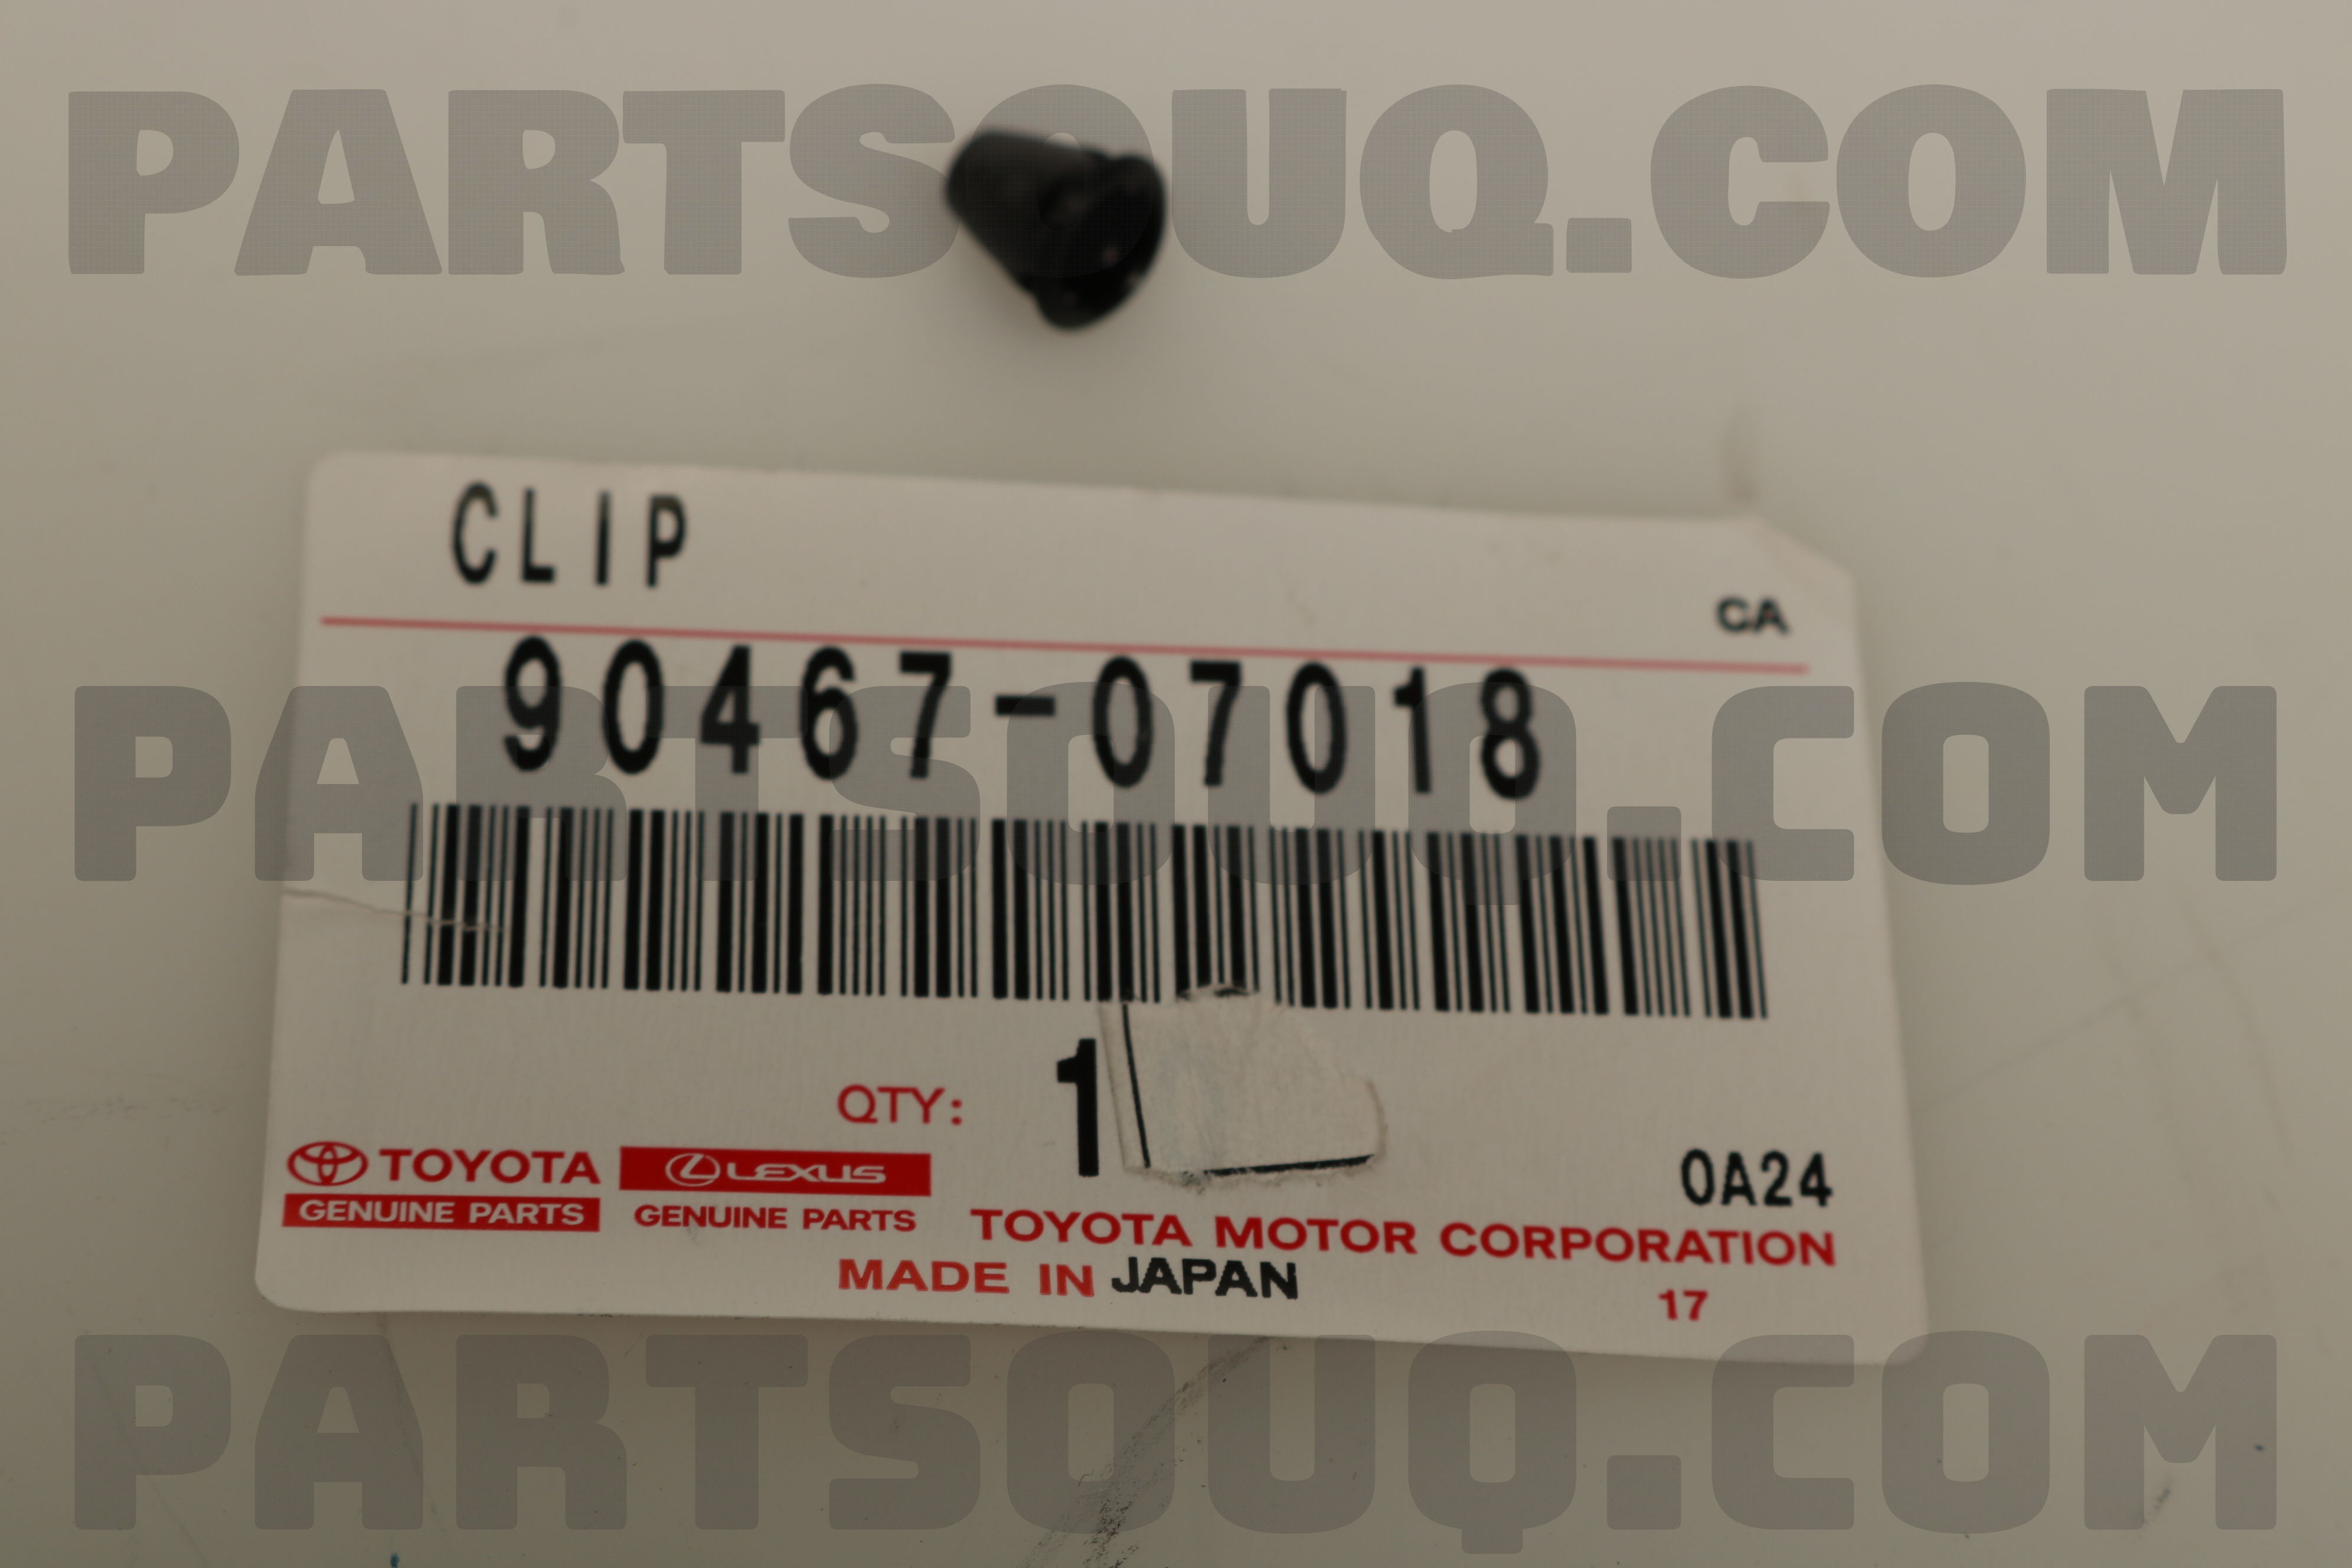 PARTSOUQ.COM
CLIP
CA
90467-07018
PARTSOUQ.COM
QTY: 1
TOYOTA
GENUINE PARTS
LEXUS
GENUINE PARTS
0A24
TOYOTA MOTOR CORPORATION
MADE IN JAPAN
17
PARTSOUQ.COM